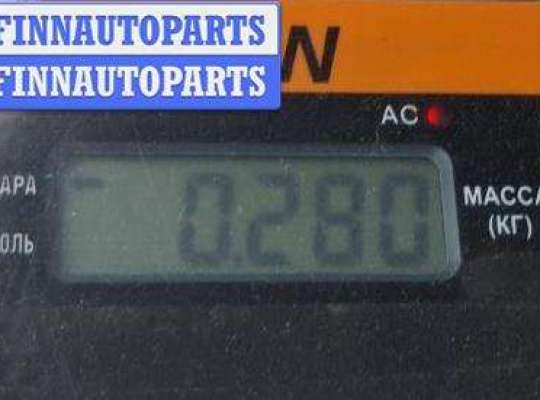 FINNAUTOPARTS
FINNAUTOPARTS
N
AC
АРА
0.280
МАССА
ОЛЬ
(КГ)